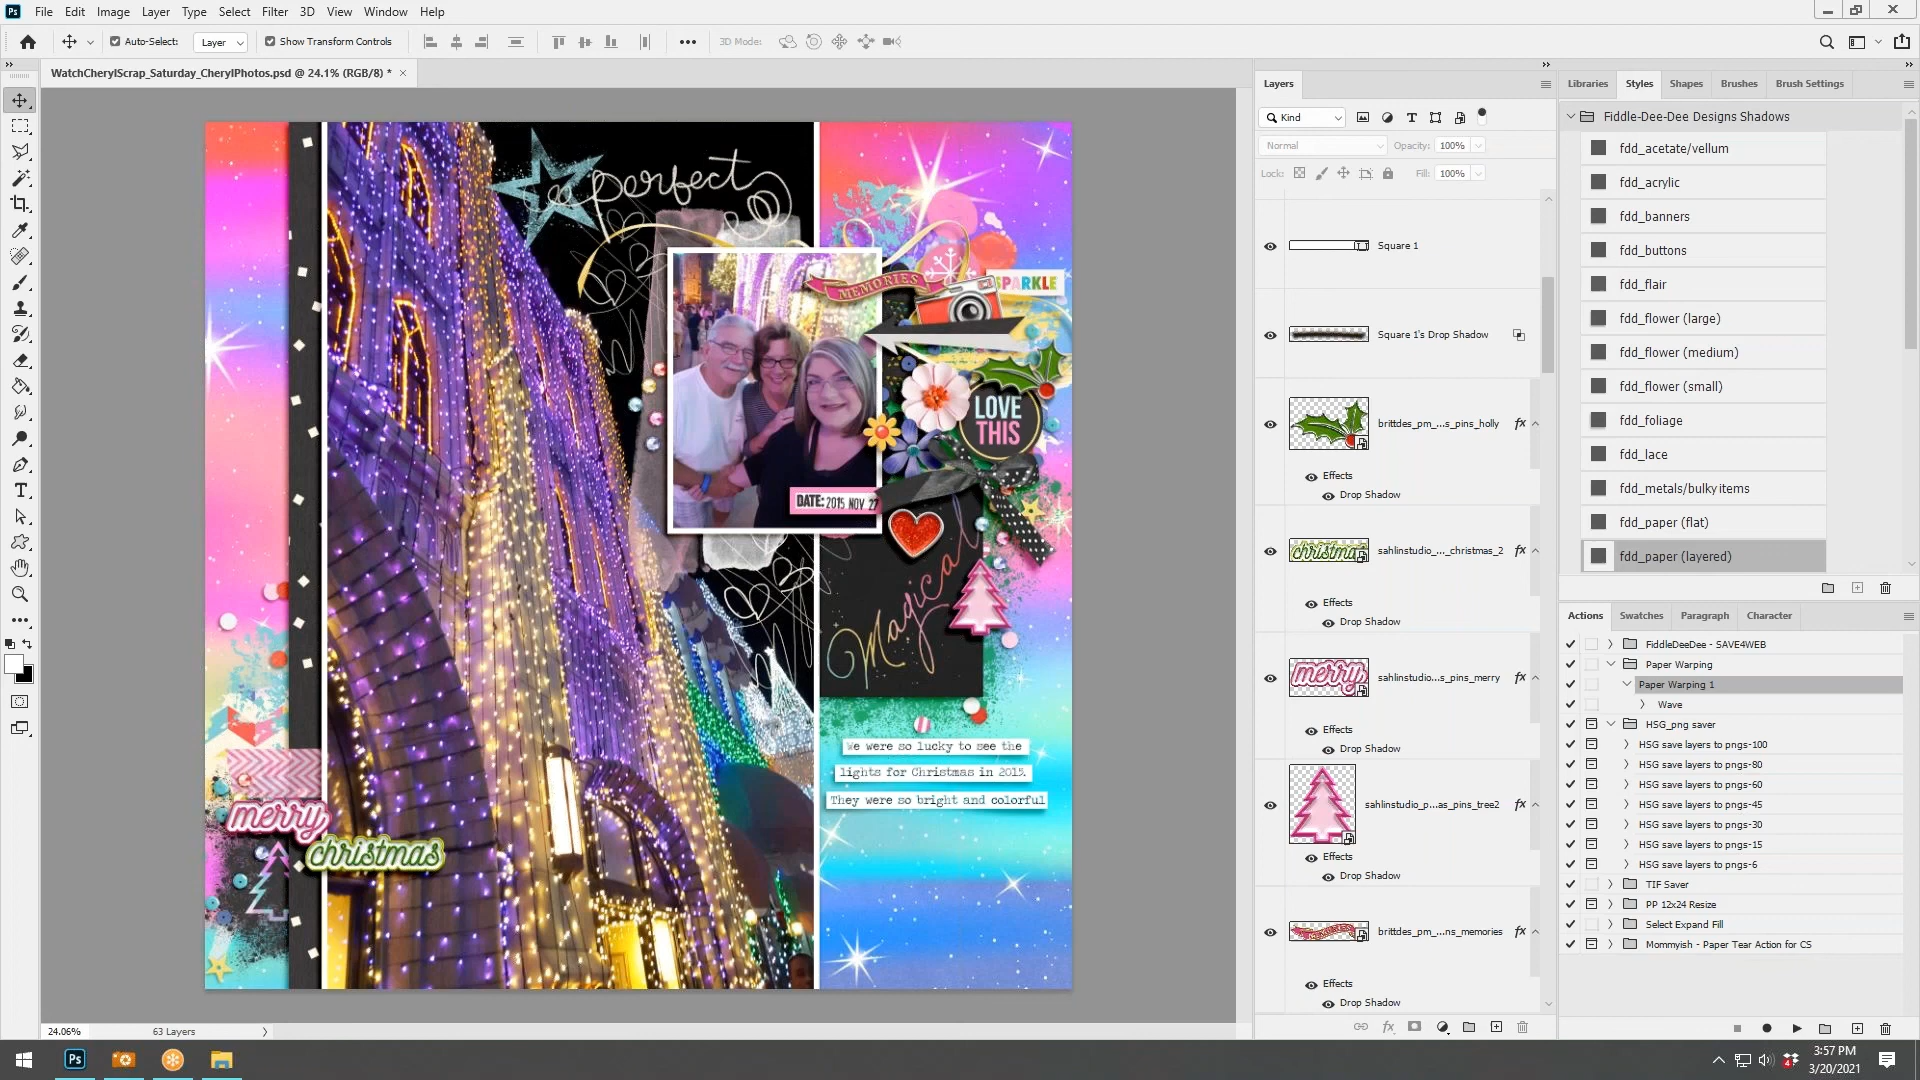 File Edit Image Layer Type Select Filter 3D View Window Help
Auto-Select: Layer Show Transform Controls 3D Mode:
WatchCherylScrap_Saturday_CherylPhotos.psd @ 24.1% (RGB/8) *
a perfect
MEMORIES
SPARKLE
LOVE
THIS
DATE: 2015 NOV 27
Magical
We were so lucky to see the
lights for Christmas in 2015.
They were so bright and colorful
merry
christmas
24.06% 63 Layers
Layers
Kind
Normal Opacity: 100%
Lock: Fill: 100%
Square 1
Square 1's Drop Shadow
brittdes_pm_...s_pins_holly fx
Effects
Drop Shadow
christmas
sahlinstudio_..._christmas_2 fx
Effects
Drop Shadow
merry
sahlinstudio...s_pins_merry fx
Effects
Drop Shadow
sahlinstudio_p...as_pins_tree2 fx
Effects
Drop Shadow
brittdes_pm_...ns_memories fx
Effects
Drop Shadow
Libraries Styles Shapes Brushes Brush Settings
Fiddle-Dee-Dee Designs Shadows
fdd_acetate/vellum
fdd_acrylic
fdd_banners
fdd_buttons
fdd_flair
fdd_flower (large)
fdd_flower (medium)
fdd_flower (small)
fdd_foliage
fdd_lace
fdd_metals/bulky items
fdd_paper (flat)
fdd_paper (layered)
Actions Swatches Paragraph Character
FiddleDeeDee - SAVE4WEB
Paper Warping
Paper Warping 1
Wave
HSG_png saver
HSG save layers to pngs-100
HSG save layers to pngs-80
HSG save layers to pngs-60
HSG save layers to pngs-45
HSG save layers to pngs-30
HSG save layers to pngs-15
HSG save layers to pngs-6
TIF Saver
PP 12x24 Resize
Select Expand Fill
Mommyish - Paper Tear Action for CS
Ps
3:57 PM
3/20/2021